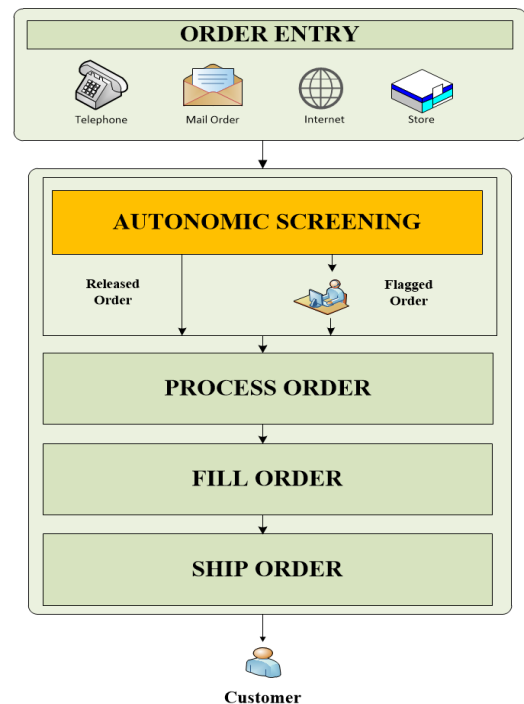 ORDER ENTRY
Telephone
Mail Order
Internet
Store
AUTONOMIC SCREENING
Released
Order
Flagged
Order
PROCESS ORDER
FILL ORDER
SHIP ORDER
Customer